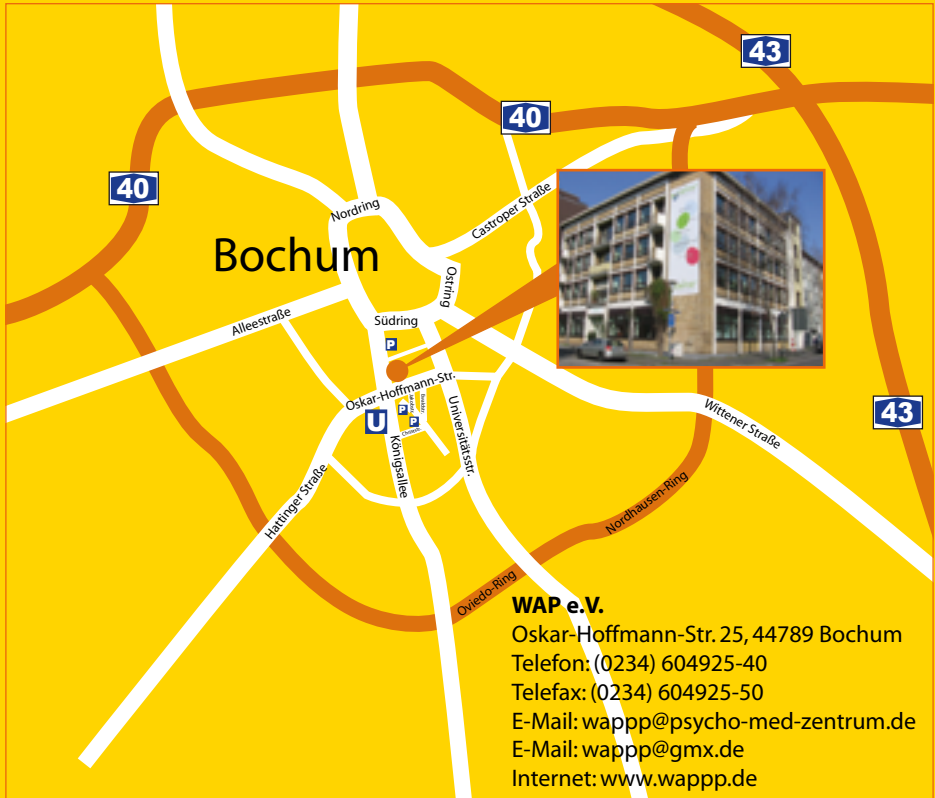 43
40
40
Nordring
Castroper Straße
Bochum
Ostring
Alleestraße
Südring
P
Oskar-Hoffmann-Str.
P
U
P
Königsallee
Universitätsstr.
Wittener Straße
43
Hattinger Straße
Nordhausen-Ring
Oviedo-Ring
WAP e.V.
Oskar-Hoffmann-Str. 25, 44789 Bochum
Telefon: (0234) 604925-40
Telefax: (0234) 604925-50
E-Mail: wappp@psycho-med-zentrum.de
E-Mail: wappp@gmx.de
Internet: www.wappp.de